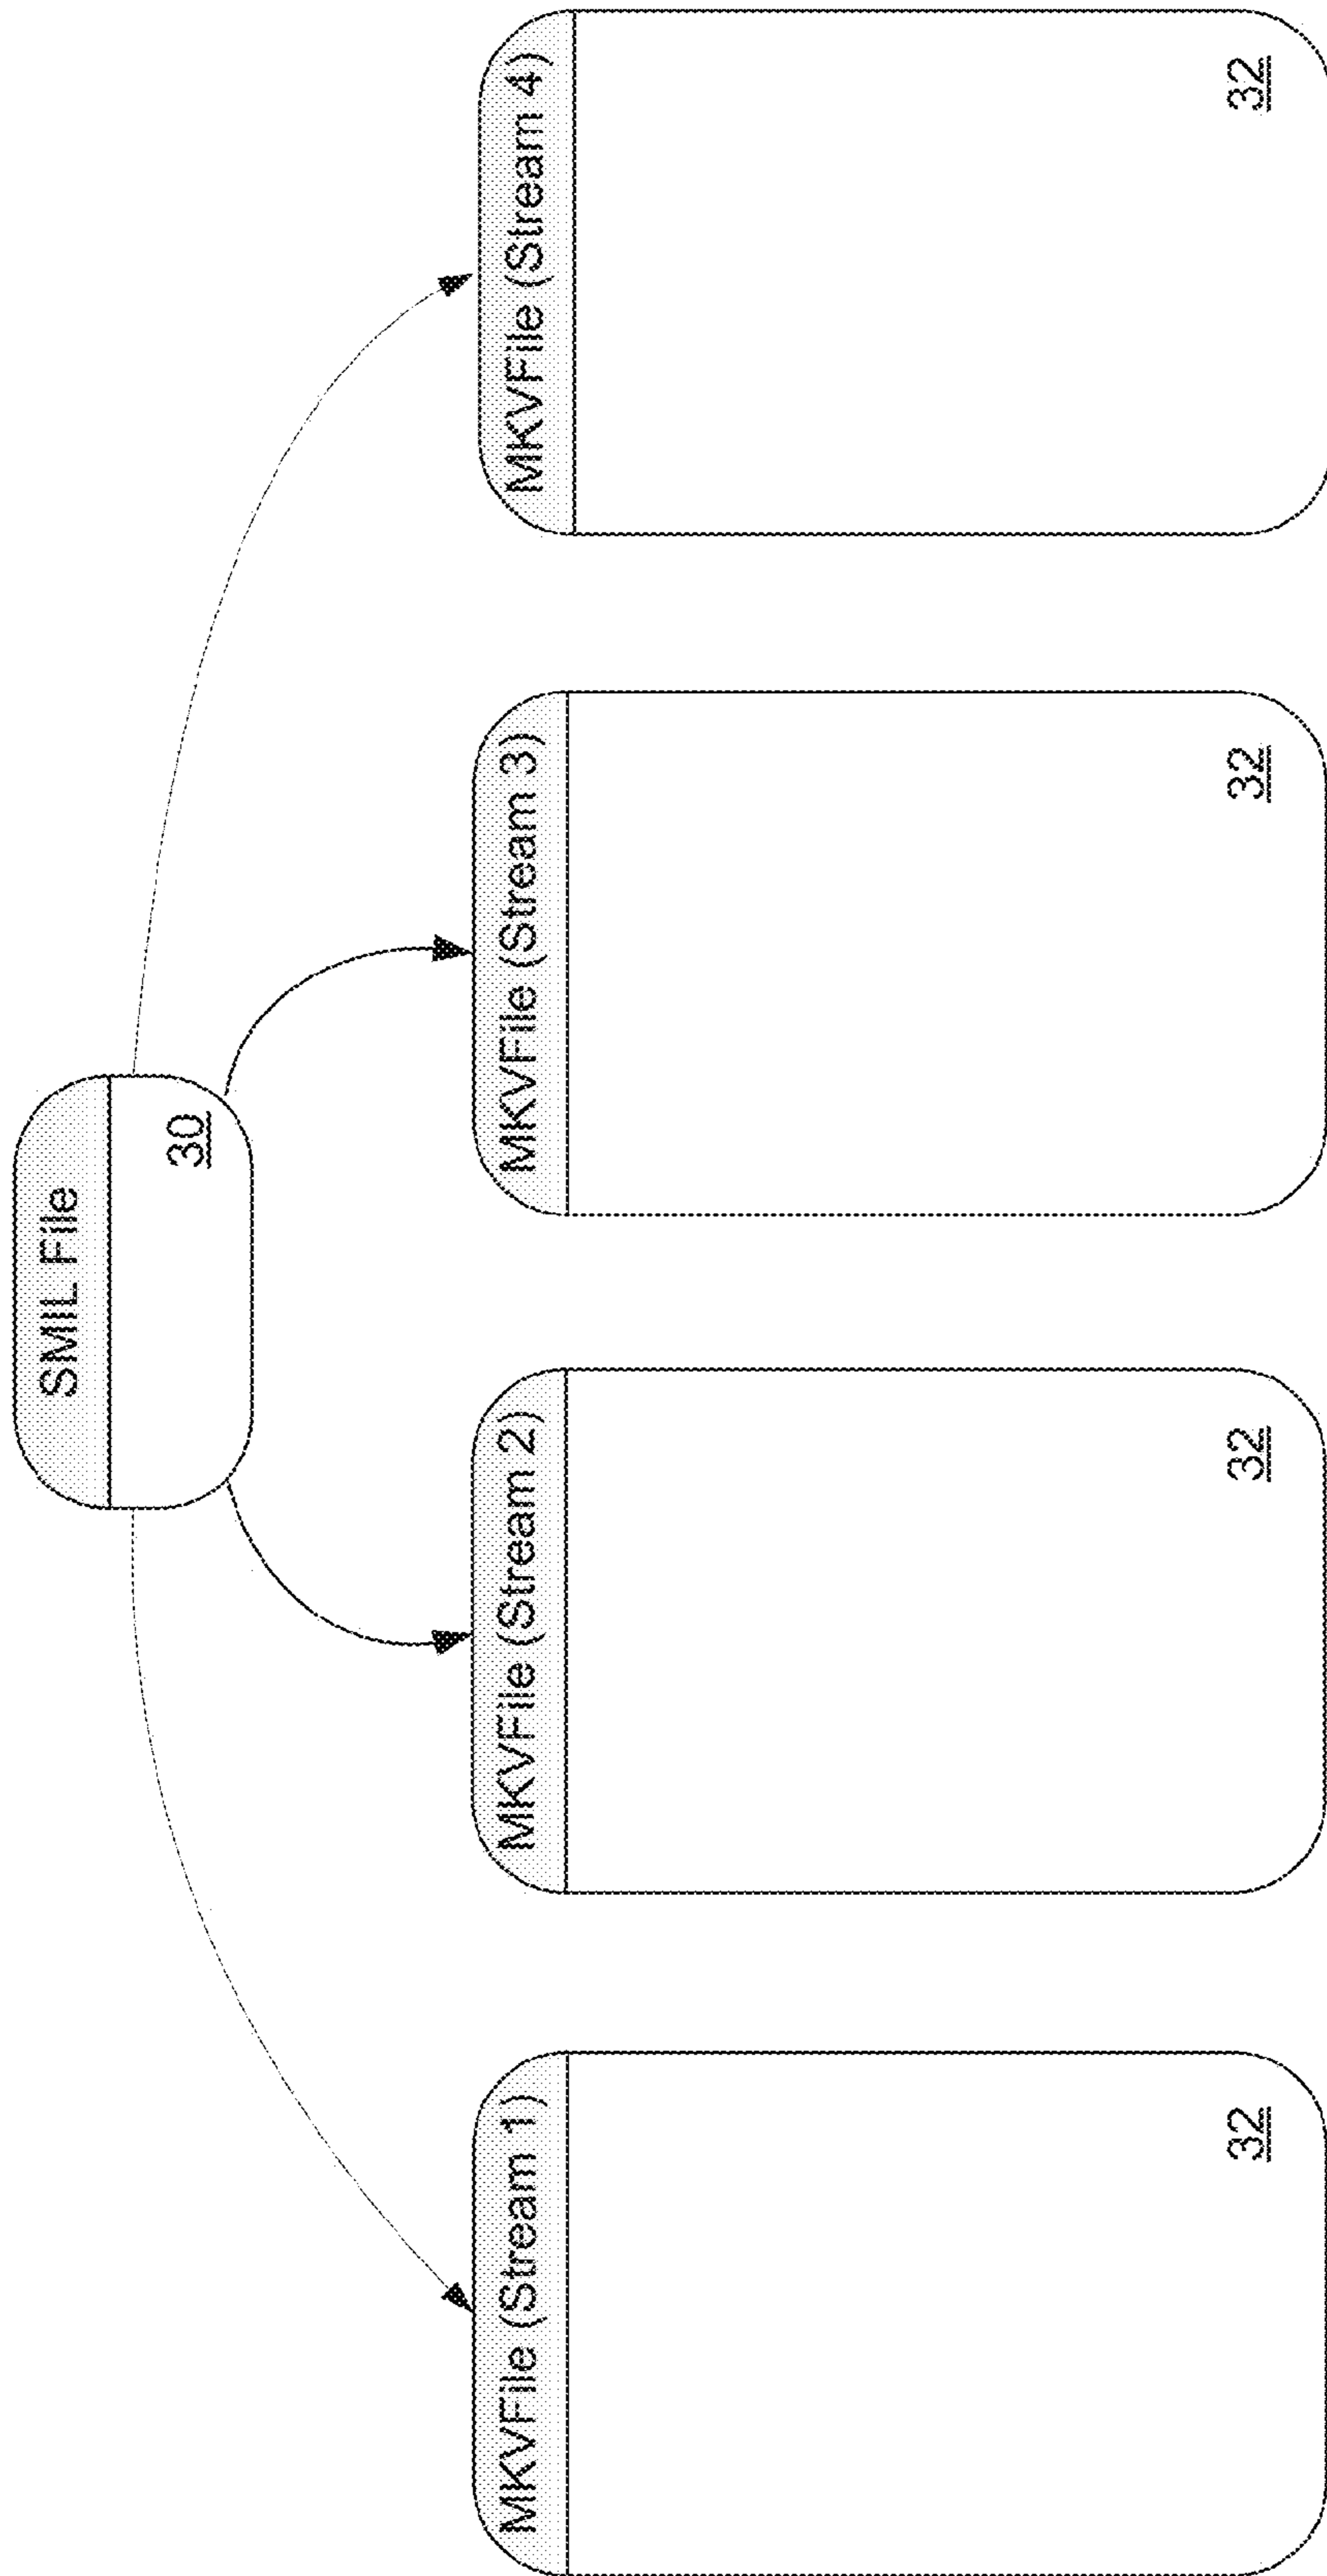 SMIL File
30
MKVFile (Stream 1)
MKVFile (Stream 2)
MKVFile (Stream 3)
MKVFile (Stream 4)
32
32
32
32